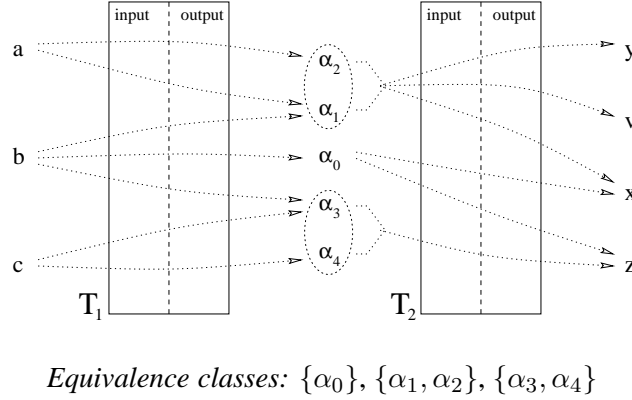 input output input output
a α₂ y
α₁ v
b α₀
x
α₃
c α₄ z
T₁ T₂
Equivalence classes: {α₀}, {α₁, α₂}, {α₃, α₄}